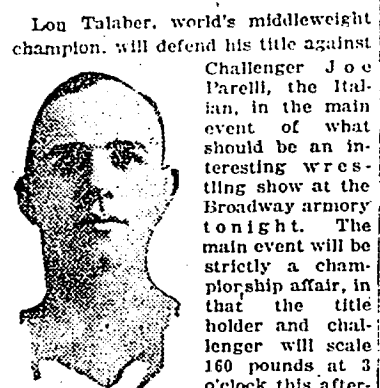 Lou Talaber, world's middleweight
champion, will defend his title against
Challenger Joe
Parelli, the Ital-
ian, in the main
event of what
should be an in-
teresting wres-
tling show at the
Broadway armory
tonight. The
main event will be
strictly a cham-
pionship affair, in
that the title
holder and chal-
lenger will scale
160 pounds at 3
o'clock this after-